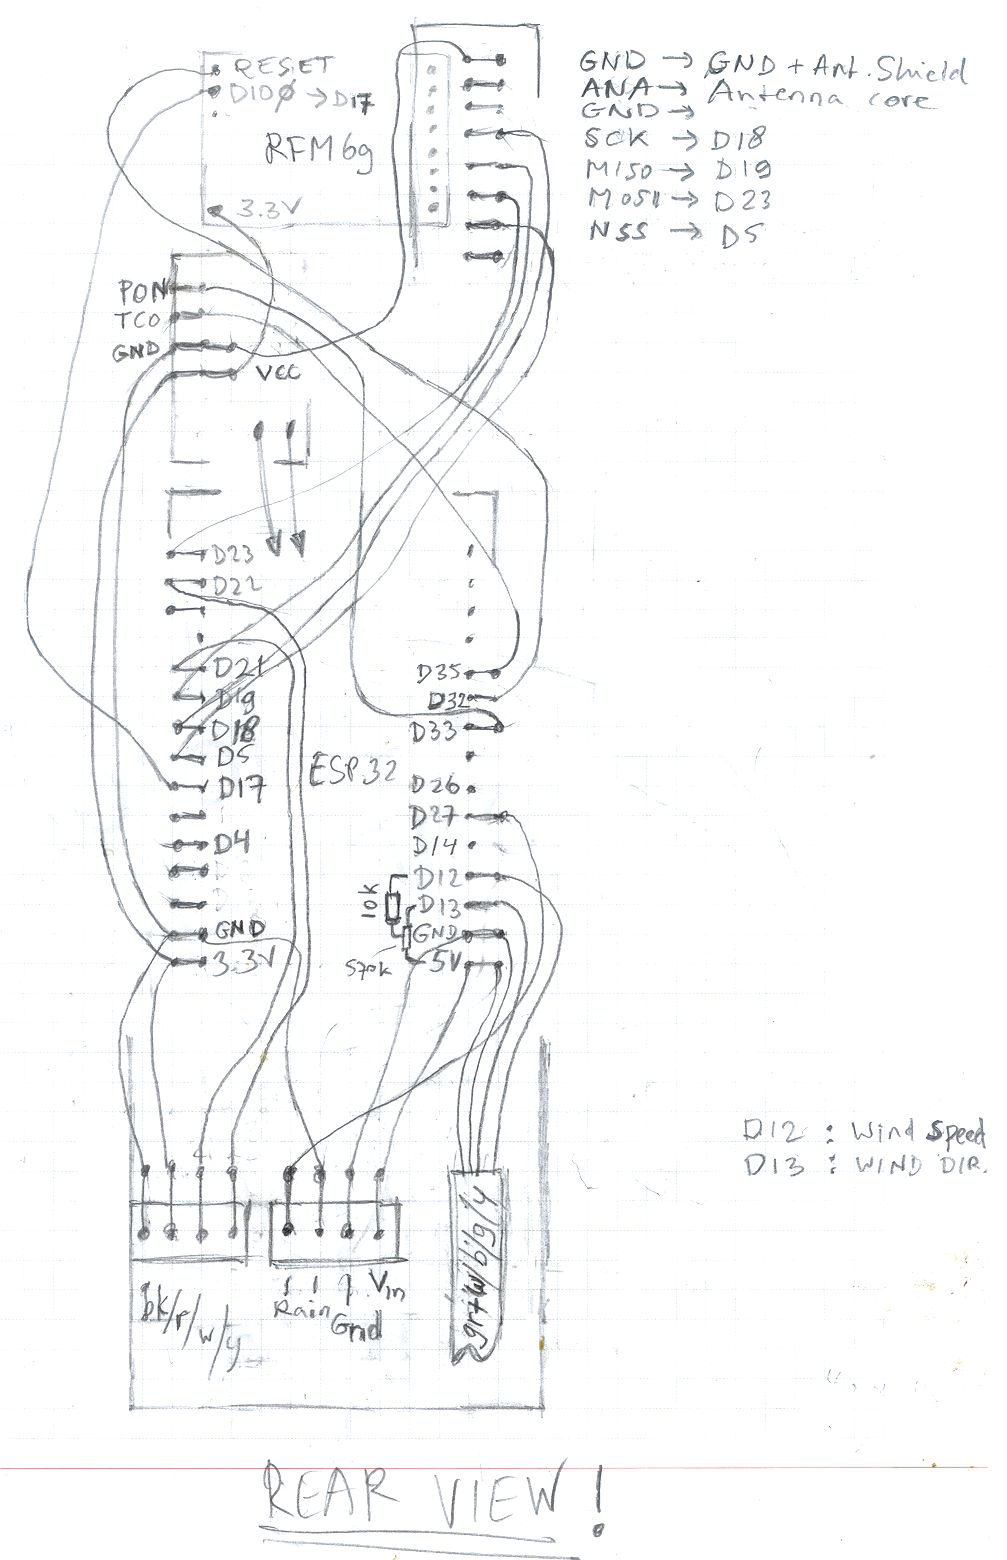 RESET
DIOØ → D17
RFM69
3.3V
GND → GND + Ant. Shield
ANA → Antenna core
GND →
SCK → D18
MISO → D19
MOSI → D23
NSS → D5
PON
TCO
GND
VCC
D23
D22
D21
D19
D18
D5
D17
D4
GND
3.3V
ESP32
D35
D32
D33
D26
D27
D14
D12
D13
GND
5V
10k
570k
D12 : Wind Speed
D13 : WIND DIR.
bk/r/w/y
Rain
Gnd
Vin
REAR VIEW !